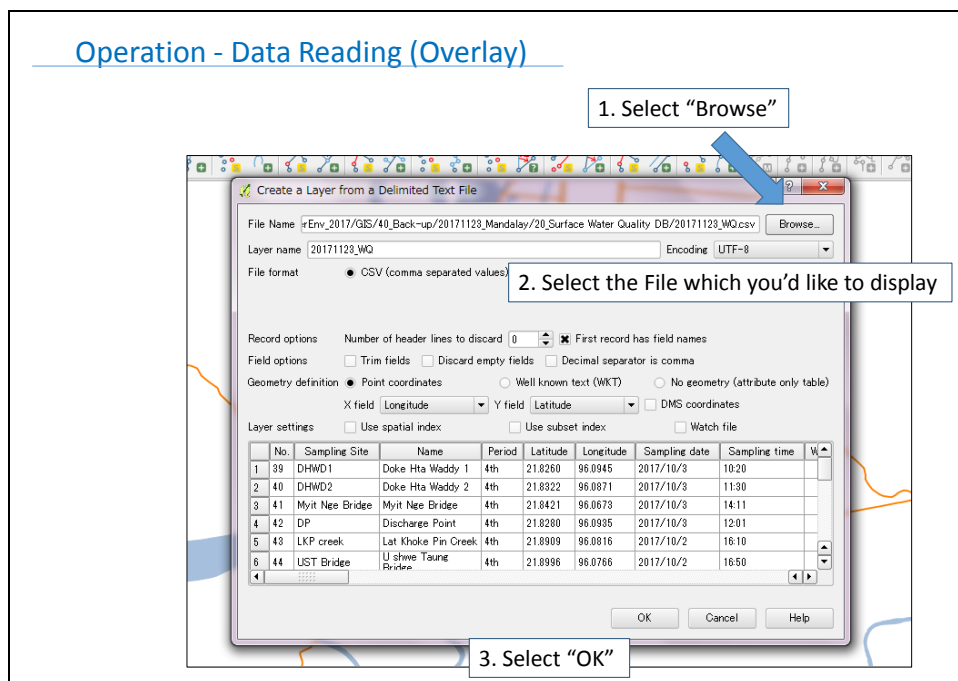 Operation - Data Reading (Overlay)
1. Select “Browse”
Create a Layer from a Delimited Text File
File Name rEnv_2017/GIS/40_Back-up/20171123_Mandalay/20_Surface Water Quality DB/20171123_WQ.csv Browse...
Layer name 20171123_WQ Encoding UTF-8
File format CSV (comma separated values)
2. Select the File which you’d like to display
Record options Number of header lines to discard 0 First record has field names
Field options Trim fields Discard empty fields Decimal separator is comma
Geometry definition Point coordinates Well known text (WKT) No geometry (attribute only table)
X field Longitude Y field Latitude DMS coordinates
Layer settings Use spatial index Use subset index Watch file
No. Sampling Site Name Period Latitude Longitude Sampling date Sampling time
1 39 DHWD1 Doke Hta Waddy 1 4th 21.8260 96.0945 2017/10/3 10:20
2 40 DHWD2 Doke Hta Waddy 2 4th 21.8322 96.0871 2017/10/3 11:30
3 41 Myit Nge Bridge Myit Nge Bridge 4th 21.8421 96.0673 2017/10/3 14:11
4 42 DP Discharge Point 4th 21.8280 96.0935 2017/10/3 12:01
5 43 LKP creek Lat Khoke Pin Creek 4th 21.8909 96.0816 2017/10/2 16:10
6 44 UST Bridge U shwe Taung Bridge 4th 21.8996 96.0766 2017/10/2 16:50
OK Cancel Help
3. Select “OK”